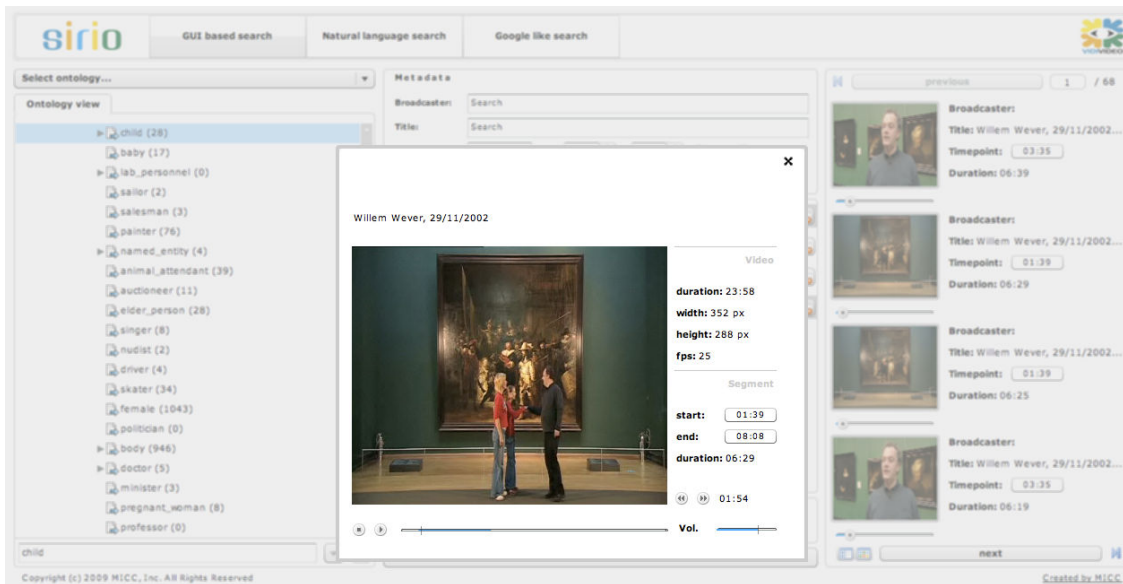 sirio
GUI based search
Natural language search
Google like search
VIDIVIDEO
Select ontology...
Ontology view
child (28)
baby (17)
lab_personnel (0)
sailor (2)
salesman (3)
painter (76)
named_entity (4)
animal_attendant (39)
auctioneer (11)
elder_person (28)
singer (8)
nudist (2)
driver (4)
skater (34)
female (1043)
politician (0)
body (946)
doctor (5)
minister (3)
pregnant_woman (8)
professor (0)
child
Metadata
Broadcaster: Search
Title: Search
Willem Wever, 29/11/2002
Video
duration: 23:58
width: 352 px
height: 288 px
fps: 25
Segment
start: 01:39
end: 08:08
duration: 06:29
01:54
Vol.
previous 1 / 68
Broadcaster:
Title: Willem Wever, 29/11/2002...
Timepoint: 03:35
Duration: 06:39
Broadcaster:
Title: Willem Wever, 29/11/2002...
Timepoint: 01:39
Duration: 06:29
Broadcaster:
Title: Willem Wever, 29/11/2002...
Timepoint: 01:39
Duration: 06:25
Broadcaster:
Title: Willem Wever, 29/11/2002...
Timepoint: 03:35
Duration: 06:19
next
Copyright (c) 2009 MICC, Inc. All Rights Reserved
Created by MICC